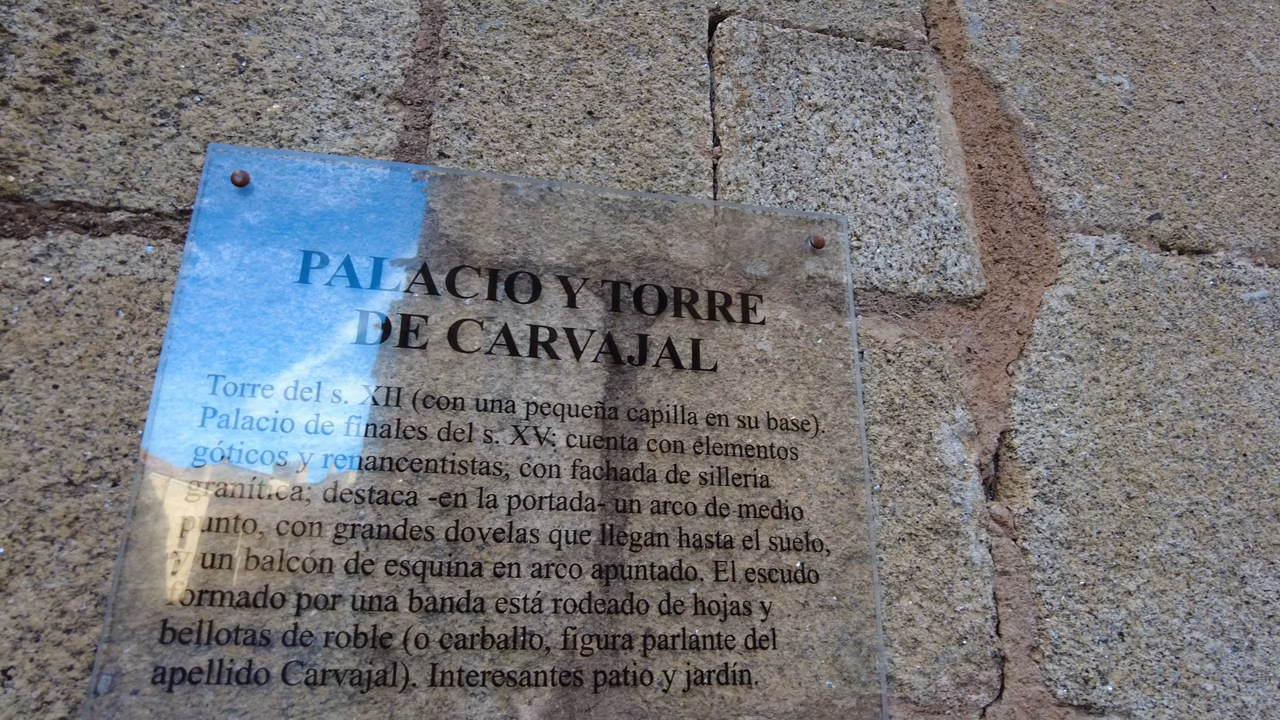 PALACIO Y TORRE
DE CARVAJAL
Torre del s. XII (con una pequeña capilla en su base).
Palacio de finales del s. XV: cuenta con elementos
góticos y renancentistas, con fachada de silleria
granítica; destaca -en la portada- un arco de medio
punto, con grandes dovelas que llegan hasta el suelo,
y un balcón de esquina en arco apuntado. El escudo
formado por una banda está rodeado de hojas y
bellotas de roble (o carballo, figura parlante del
apellido Carvajal). Interesantes patio y jardín.